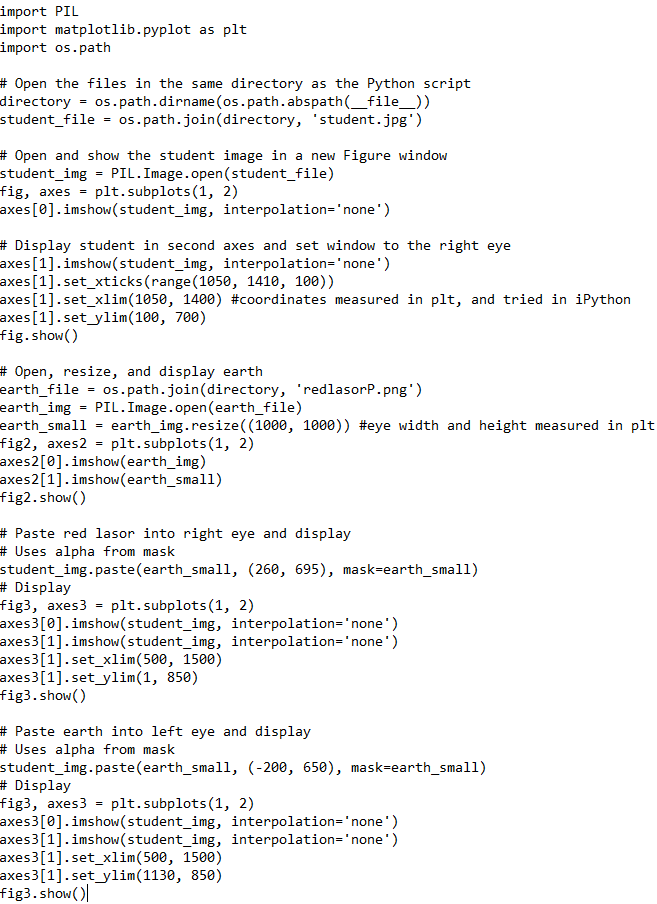 import PIL
import matplotlib.pyplot as plt
import os.path

# Open the files in the same directory as the Python script
directory = os.path.dirname(os.path.abspath(__file__))
student_file = os.path.join(directory, 'student.jpg')

# Open and show the student image in a new Figure window
student_img = PIL.Image.open(student_file)
fig, axes = plt.subplots(1, 2)
axes[0].imshow(student_img, interpolation='none')

# Display student in second axes and set window to the right eye
axes[1].imshow(student_img, interpolation='none')
axes[1].set_xticks(range(1050, 1410, 100))
axes[1].set_xlim(1050, 1400) #coordinates measured in plt, and tried in iPython
axes[1].set_ylim(100, 700)
fig.show()

# Open, resize, and display earth
earth_file = os.path.join(directory, 'redlasorP.png')
earth_img = PIL.Image.open(earth_file)
earth_small = earth_img.resize((1000, 1000)) #eye width and height measured in plt
fig2, axes2 = plt.subplots(1, 2)
axes2[0].imshow(earth_img)
axes2[1].imshow(earth_small)
fig2.show()

# Paste red lasor into right eye and display
# Uses alpha from mask
student_img.paste(earth_small, (260, 695), mask=earth_small)
# Display
fig3, axes3 = plt.subplots(1, 2)
axes3[0].imshow(student_img, interpolation='none')
axes3[1].imshow(student_img, interpolation='none')
axes3[1].set_xlim(500, 1500)
axes3[1].set_ylim(1, 850)
fig3.show()

# Paste earth into left eye and display
# Uses alpha from mask
student_img.paste(earth_small, (-200, 650), mask=earth_small)
# Display
fig3, axes3 = plt.subplots(1, 2)
axes3[0].imshow(student_img, interpolation='none')
axes3[1].imshow(student_img, interpolation='none')
axes3[1].set_xlim(500, 1500)
axes3[1].set_ylim(1130, 850)
fig3.show()